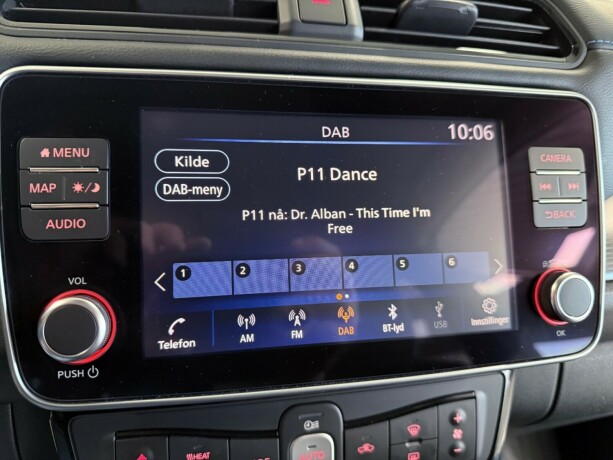 DAB
10:06
MENU
MAP
AUDIO
Kilde
DAB-meny
P11 Dance
P11 nå: Dr. Alban - This Time I'm
Free
CAMERA
BACK
1 2 3 4 5 6
VOL
PUSH
Telefon
AM
FM
DAB
BT-lyd
USB
Innstillinger
OK
HEAT
AUTO